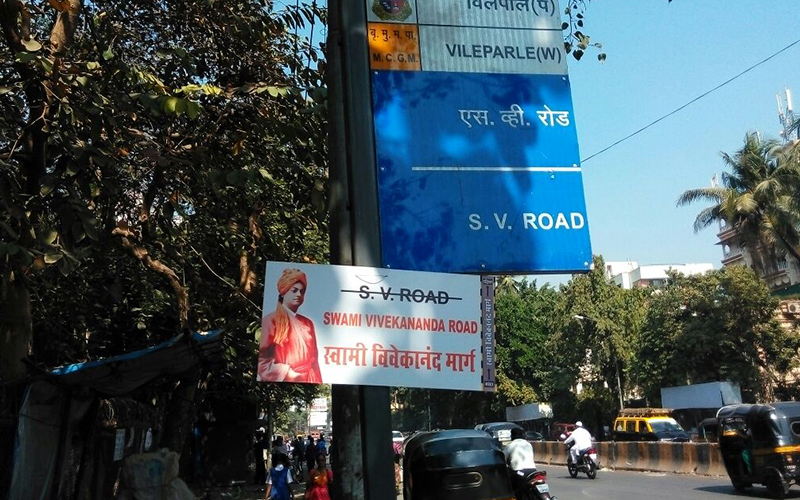 विलेपार्ले(प)
बृ. मु. म. पा.
M.C.G.M.
VILEPARLE(W)
एस. व्ही. रोड
S. V. ROAD
S. V. ROAD
SWAMI VIVEKANANDA ROAD
स्वामी विवेकानंद मार्ग
स्वामी विवेकानंद मार्ग